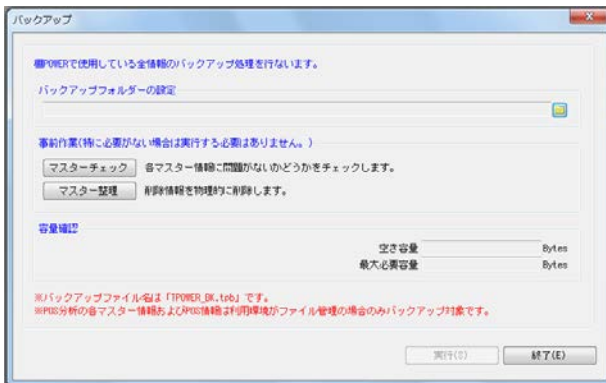 バックアップ
棚POWERで使用している全情報のバックアップ処理を行ないます。
バックアップフォルダーの設定
事前作業(特に必要がない場合は実行する必要はありません。)
マスターチェック 各マスター情報に問題がないかどうかをチェックします。
マスター整理 削除情報を物理的に削除します。
容量確認
空き容量 Bytes
最大必要容量 Bytes
※バックアップファイル名は「TPOWER_BK.tpb」です。
※POS分析の各マスター情報およびPOS情報は利用環境がファイル管理の場合のみバックアップ対象です。
実行(O) 終了(E)